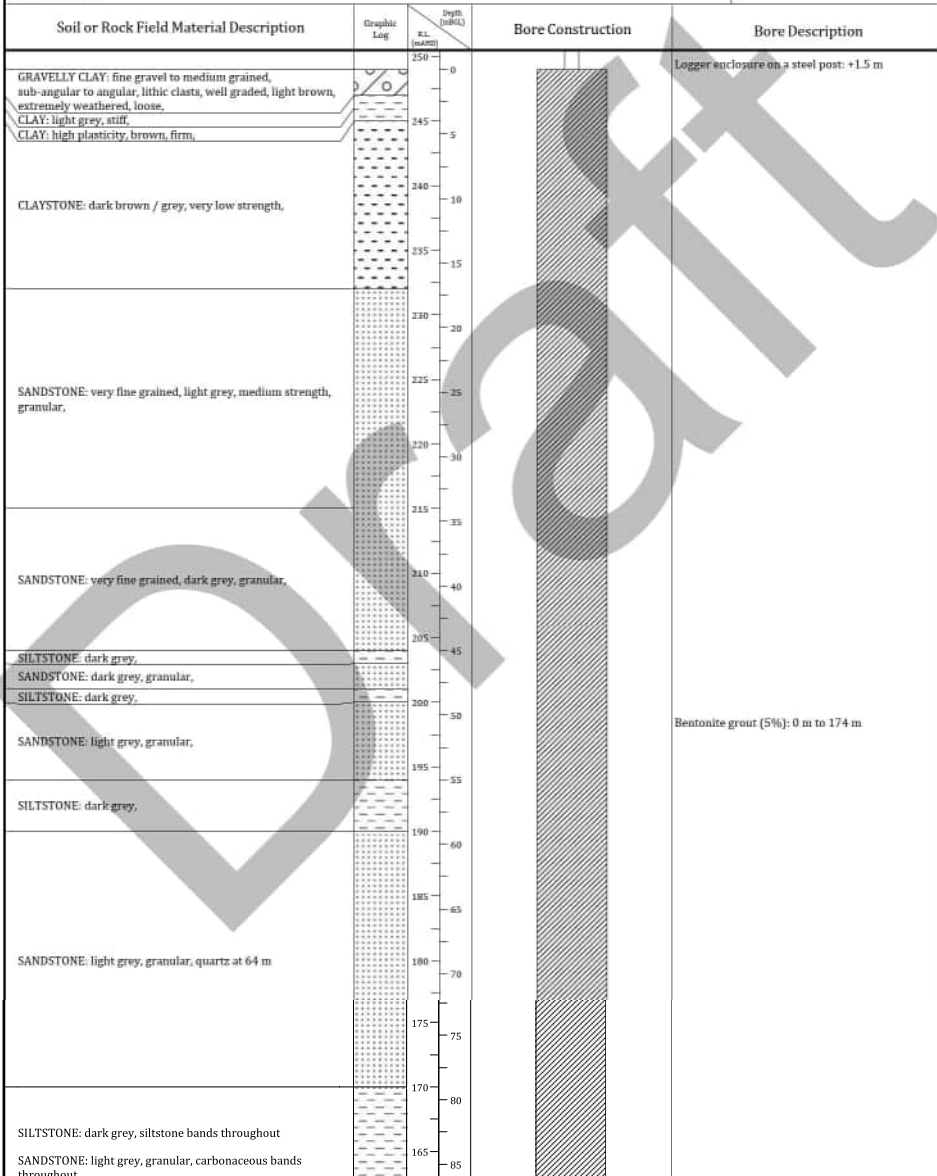 Soil or Rock Field Material Description
Graphic
Log
Depth
(mBGL)
R.L.
(mAHD)
Bore Construction
Bore Description
250
0
Logger enclosure on a steel post: +1.5 m
GRAVELLY CLAY: fine gravel to medium grained,
sub-angular to angular, lithic clasts, well graded, light brown,
extremely weathered, loose,
CLAY: light grey, stiff,
CLAY: high plasticity, brown, firm,
245
5
240
10
CLAYSTONE: dark brown / grey, very low strength,
235
15
230
20
225
25
SANDSTONE: very fine grained, light grey, medium strength,
granular,
220
30
215
35
210
40
SANDSTONE: very fine grained, dark grey, granular,
205
45
SILTSTONE: dark grey,
SANDSTONE: dark grey, granular,
SILTSTONE: dark grey,
200
50
Bentonite grout (5%): 0 m to 174 m
SANDSTONE: light grey, granular,
195
55
SILTSTONE: dark grey,
190
60
185
65
SANDSTONE: light grey, granular, quartz at 64 m
180
70
175
75
170
80
SILTSTONE: dark grey, siltstone bands throughout
165
85
SANDSTONE: light grey, granular, carbonaceous bands
throughout
Draft